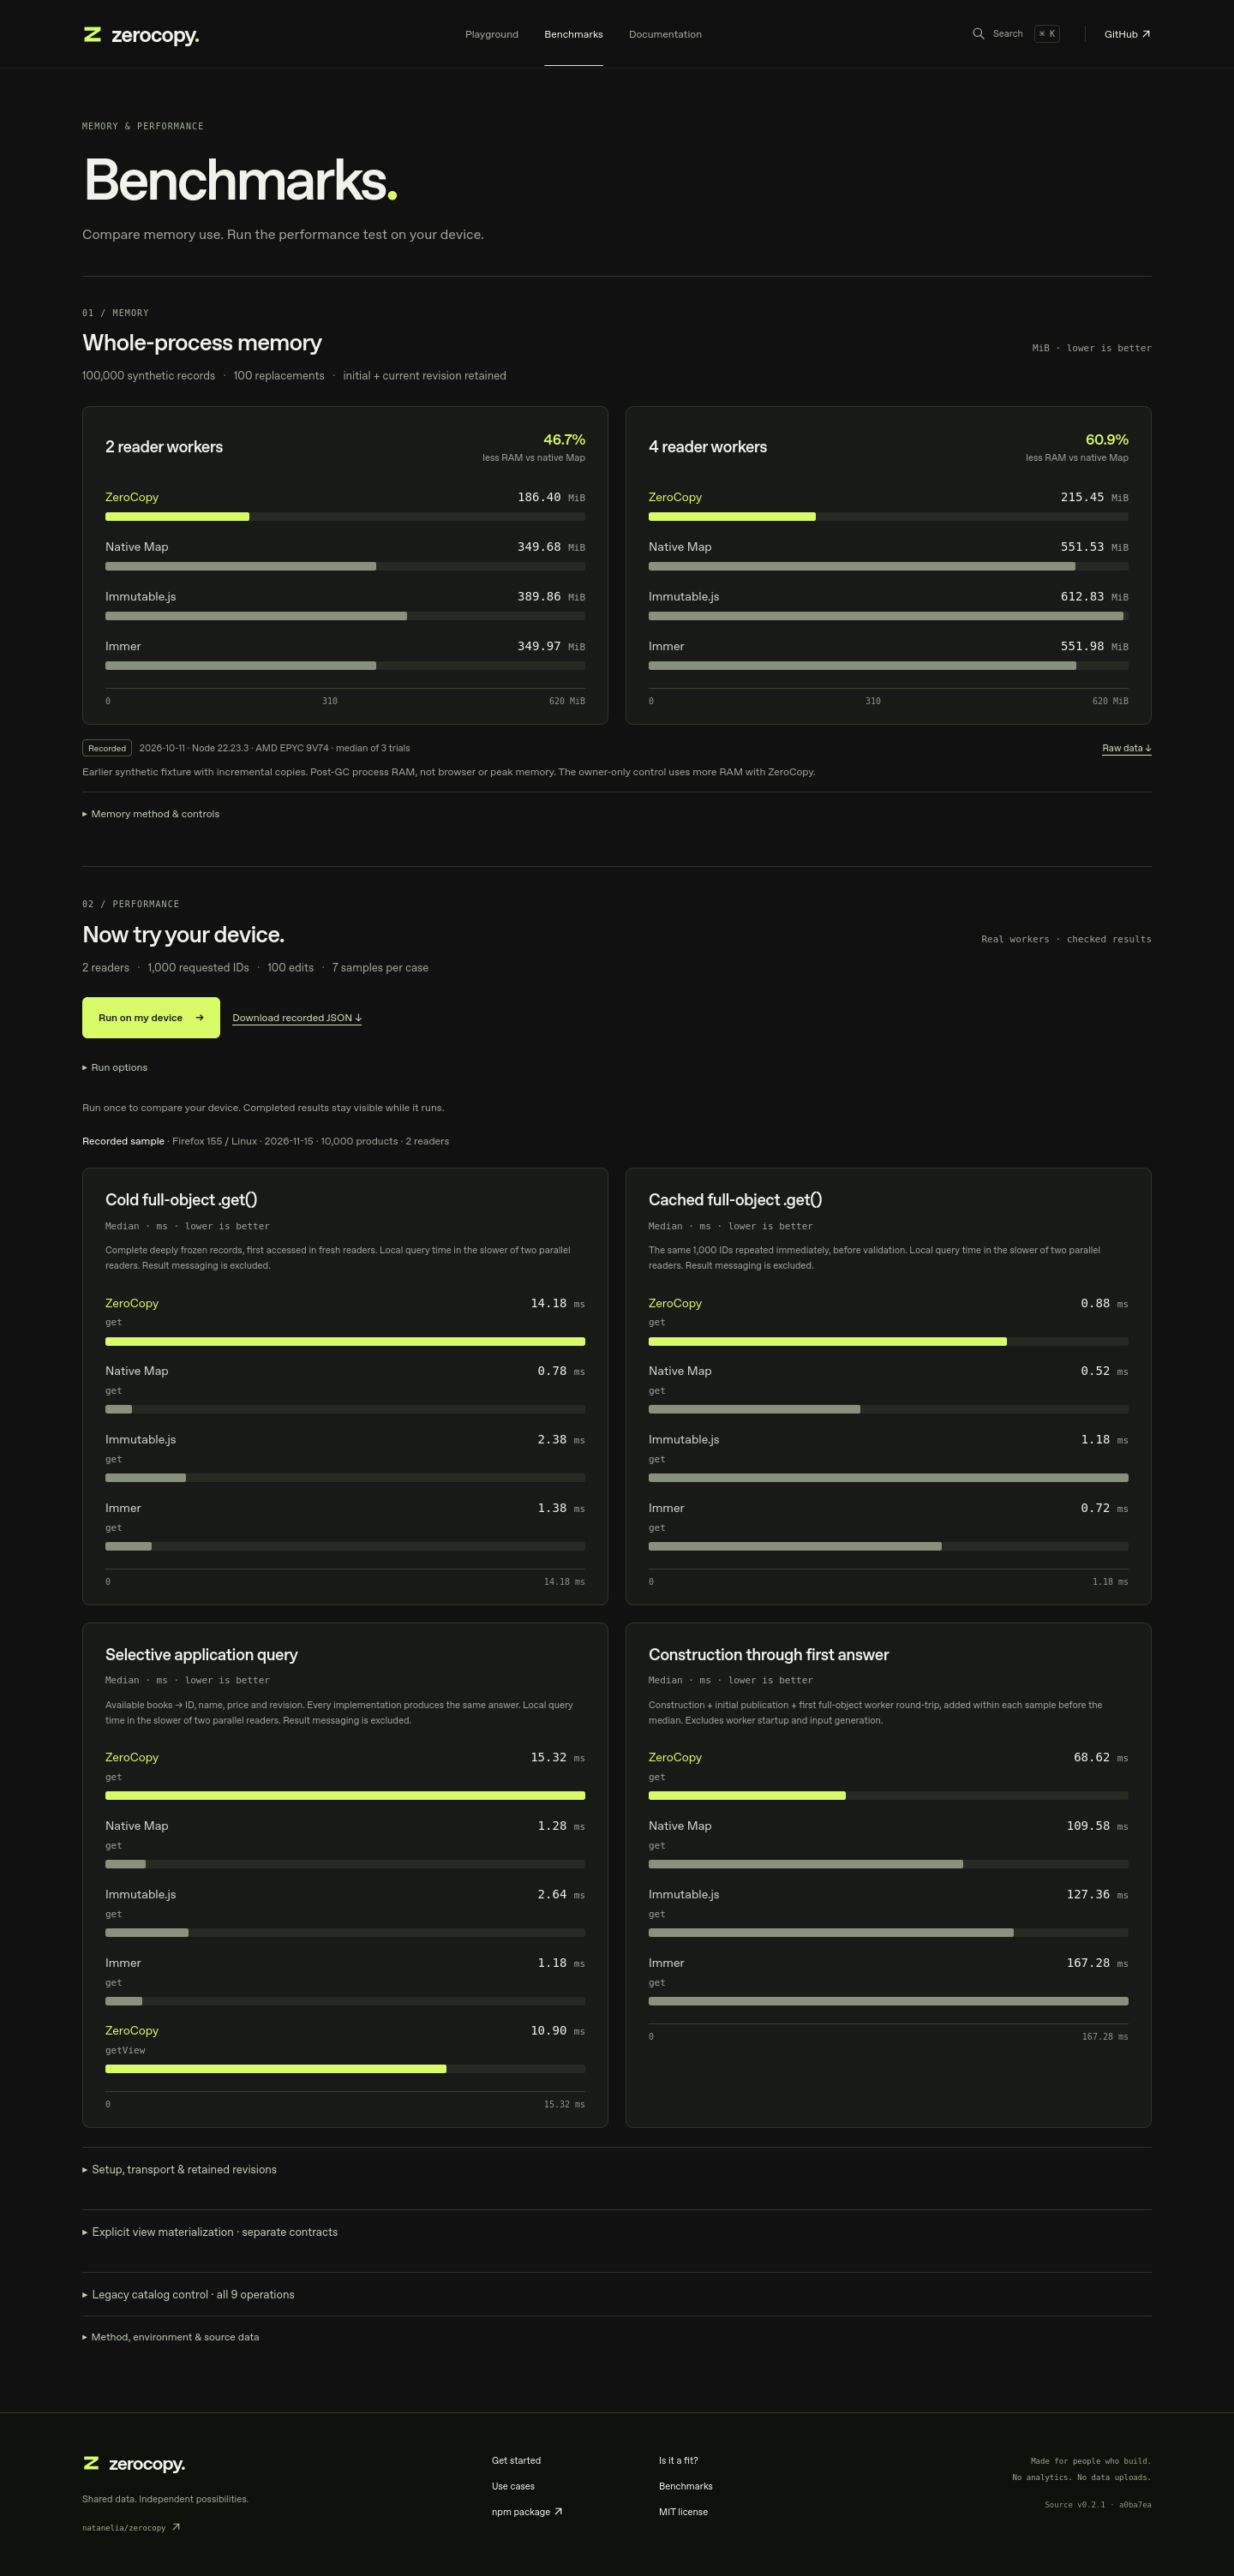 zerocopy.
Playground
Benchmarks
Documentation
Search
⌘ K
GitHub ↗
MEMORY & PERFORMANCE
Benchmarks.
Compare memory use. Run the performance test on your device.
01 / MEMORY
Whole-process memory
MiB · lower is better
100,000 synthetic records · 100 replacements · initial + current revision retained
2 reader workers
46.7%
less RAM vs native Map
ZeroCopy 186.40 MiB
Native Map 349.68 MiB
Immutable.js 389.86 MiB
Immer 349.97 MiB
0 310 620 MiB
4 reader workers
60.9%
less RAM vs native Map
ZeroCopy 215.45 MiB
Native Map 551.53 MiB
Immutable.js 612.83 MiB
Immer 551.98 MiB
0 310 620 MiB
Recorded 2026-10-11 · Node 22.23.3 · AMD EPYC 9V74 · median of 3 trials
Raw data ↓
Earlier synthetic fixture with incremental copies. Post-GC process RAM, not browser or peak memory. The owner-only control uses more RAM with ZeroCopy.
▸ Memory method & controls
02 / PERFORMANCE
Now try your device.
Real workers · checked results
2 readers · 1,000 requested IDs · 100 edits · 7 samples per case
Run on my device →
Download recorded JSON ↓
▸ Run options
Run once to compare your device. Completed results stay visible while it runs.
Recorded sample · Firefox 155 / Linux · 2026-11-15 · 10,000 products · 2 readers
Cold full-object .get()
Median · ms · lower is better
Complete deeply frozen records, first accessed in fresh readers. Local query time in the slower of two parallel
readers. Result messaging is excluded.
ZeroCopy 14.18 ms
get
Native Map 0.78 ms
get
Immutable.js 2.38 ms
get
Immer 1.38 ms
get
0 14.18 ms
Cached full-object .get()
Median · ms · lower is better
The same 1,000 IDs repeated immediately, before validation. Local query time in the slower of two parallel
readers. Result messaging is excluded.
ZeroCopy 0.88 ms
get
Native Map 0.52 ms
get
Immutable.js 1.18 ms
get
Immer 0.72 ms
get
0 1.18 ms
Selective application query
Median · ms · lower is better
Available books → ID, name, price and revision. Every implementation produces the same answer. Local query
time in the slower of two parallel readers. Result messaging is excluded.
ZeroCopy 15.32 ms
get
Native Map 1.28 ms
get
Immutable.js 2.64 ms
get
Immer 1.18 ms
get
ZeroCopy 10.90 ms
getView
0 15.32 ms
Construction through first answer
Median · ms · lower is better
Construction + initial publication + first full-object worker round-trip, added within each sample before the
median. Excludes worker startup and input generation.
ZeroCopy 68.62 ms
get
Native Map 109.58 ms
get
Immutable.js 127.36 ms
get
Immer 167.28 ms
get
0 167.28 ms
▸ Setup, transport & retained revisions
▸ Explicit view materialization · separate contracts
▸ Legacy catalog control · all 9 operations
▸ Method, environment & source data
zerocopy.
Shared data. Independent possibilities.
natanelia/zerocopy ↗
Get started
Use cases
npm package ↗
Is it a fit?
Benchmarks
MIT license
Made for people who build.
No analytics. No data uploads.
Source v0.2.1 · a0ba7ea